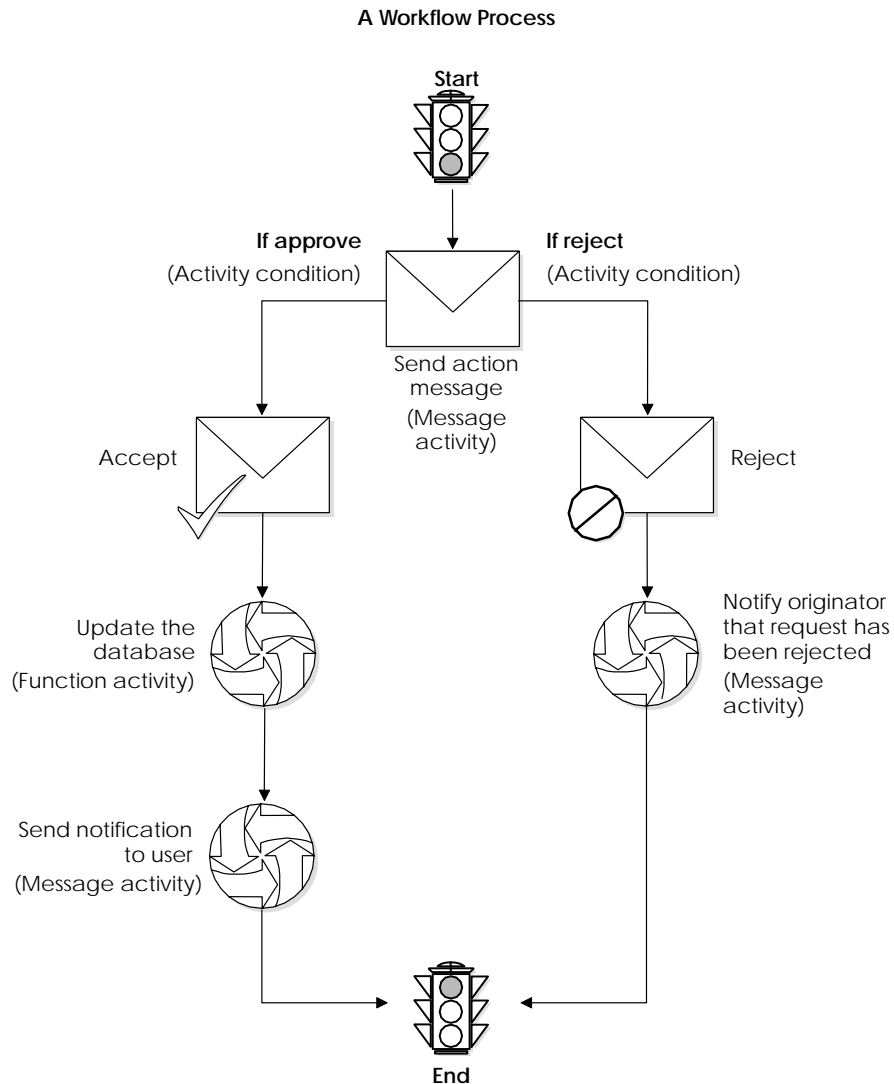 A Workflow Process
Start
If approve
(Activity condition)
If reject
(Activity condition)
Send action
message
(Message
activity)
Accept
Reject
Update the
database
(Function activity)
Notify originator
that request has
been rejected
(Message
activity)
Send notification
to user
(Message activity)
End